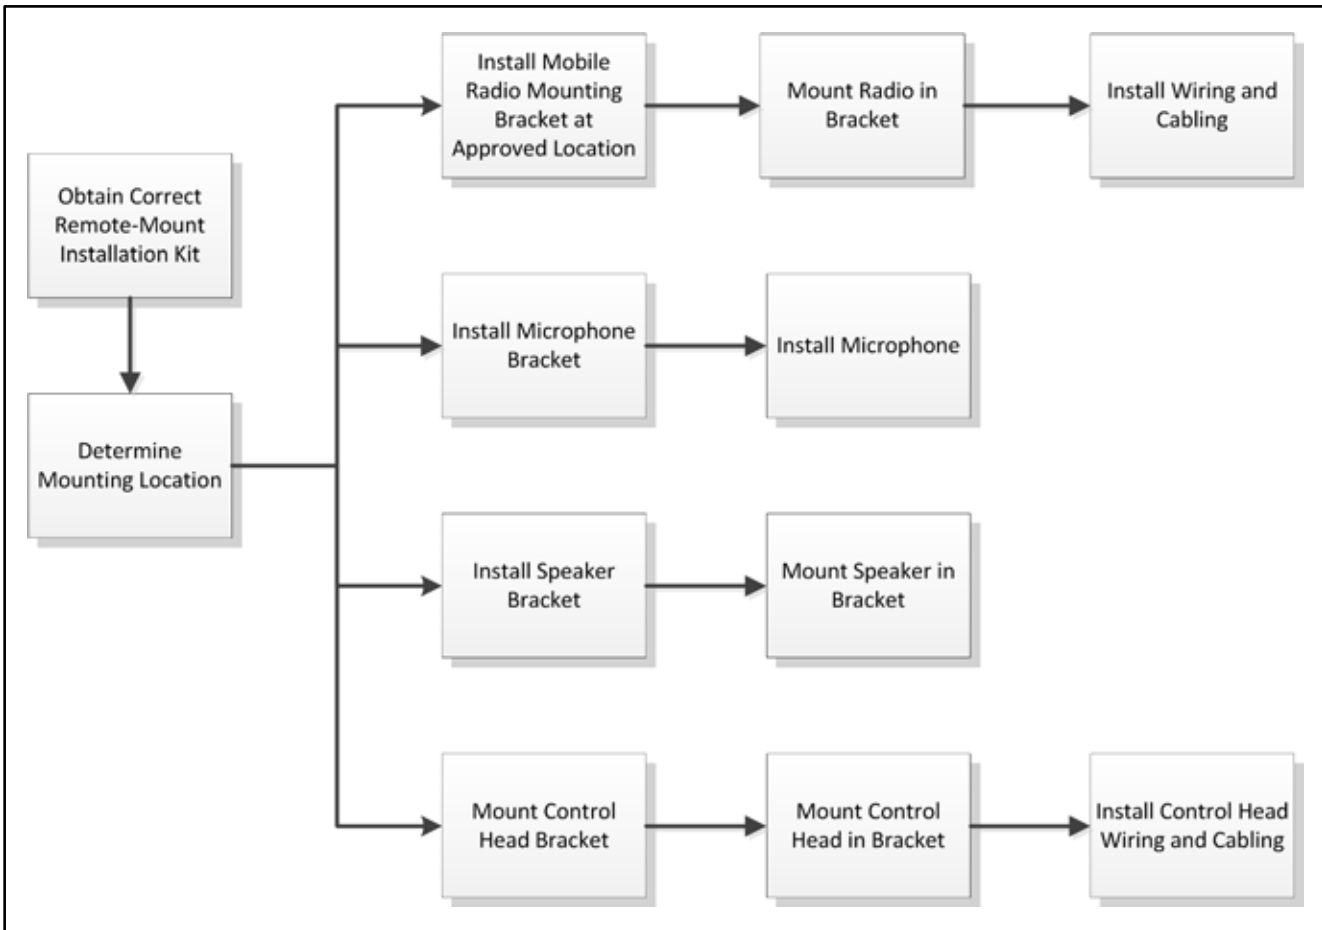 Obtain Correct
Remote-Mount
Installation Kit
Determine
Mounting Location
Install Mobile
Radio Mounting
Bracket at
Approved Location
Mount Radio in
Bracket
Install Wiring and
Cabling
Install Microphone
Bracket
Install Microphone
Install Speaker
Bracket
Mount Speaker in
Bracket
Mount Control
Head Bracket
Mount Control
Head in Bracket
Install Control Head
Wiring and Cabling